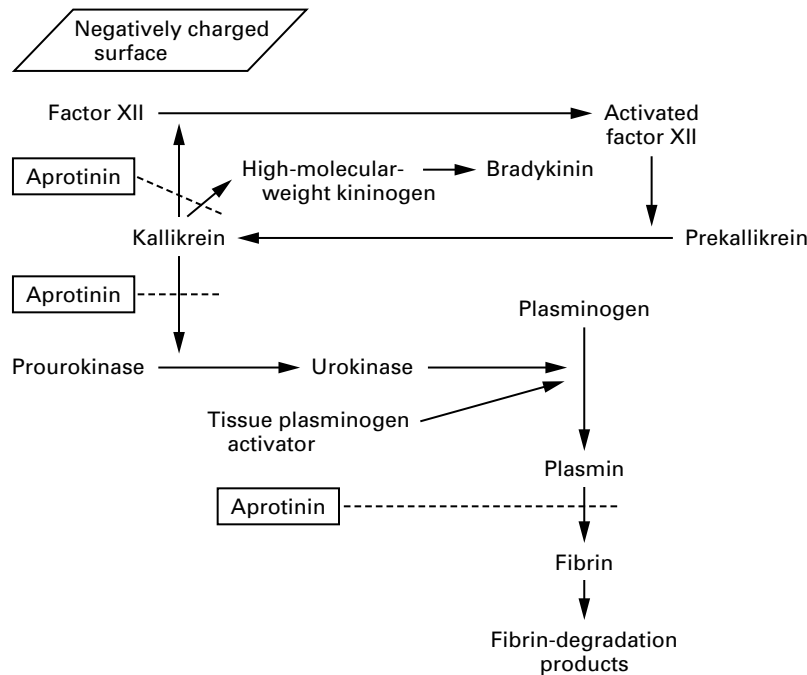 Negatively charged
surface
Factor XII
Activated
factor XII
Aprotinin
High-molecular-
weight kininogen
Bradykinin
Kallikrein
Prekallikrein
Aprotinin
Plasminogen
Prourokinase
Urokinase
Tissue plasminogen
activator
Plasmin
Aprotinin
Fibrin
Fibrin-degradation
products